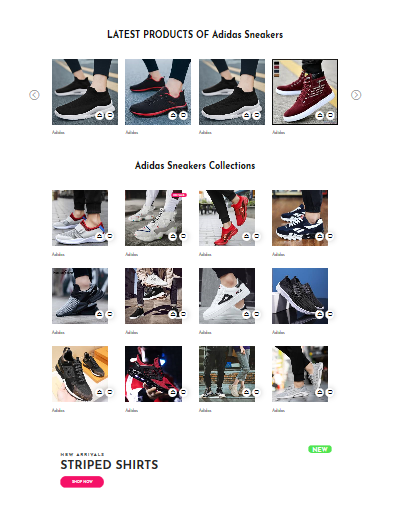 LATEST PRODUCTS OF Adidas Sneakers
Adidas
Adidas
Adidas
Adidas
Adidas Sneakers Collections
Adidas
Adidas
Adidas
Adidas
Adidas
Adidas
Adidas
Adidas
Adidas
Adidas
Adidas
Adidas
NEW ARRIVALS
STRIPED SHIRTS
SHOP NOW
NEW